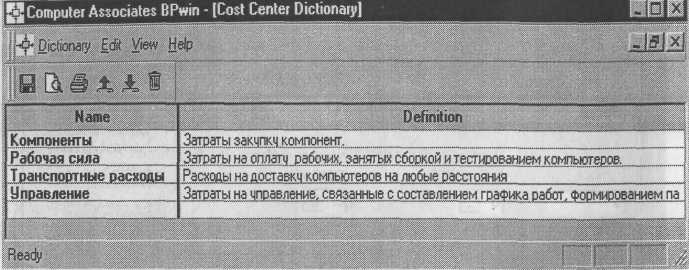 Computer Associates BPwin - [Cost Center Dictionary]
Dictionary Edit View Help
Name Definition
Компоненты Затраты закупку компонент.
Рабочая сила Затраты на оплату рабочих, занятых сборкой и тестированием компьютеров.
Транспортные расходы Расходы на доставку компьютеров на любые расстояния
Управление Затраты на управление, связанные с составлением графика работ, формированием па
Ready